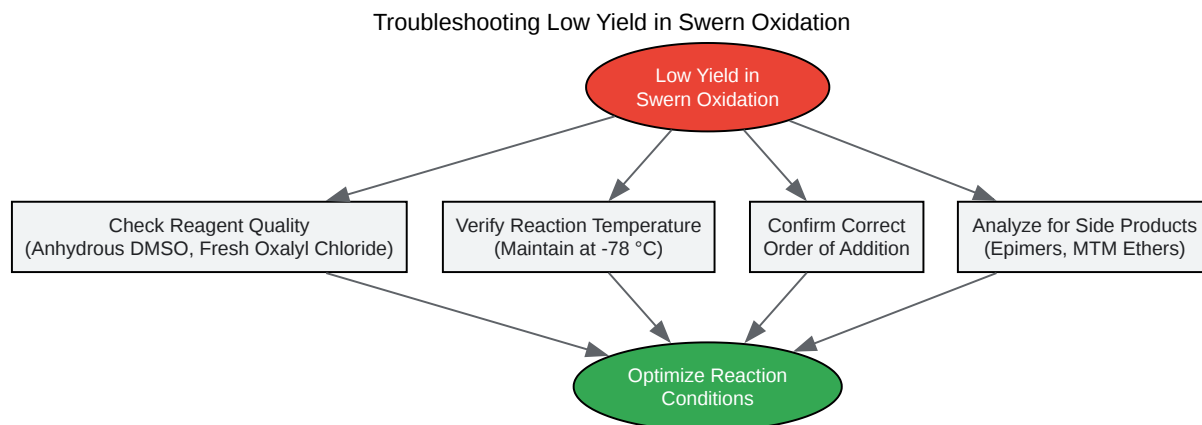 Troubleshooting Low Yield in Swern Oxidation
Low Yield in
Swern Oxidation
Check Reagent Quality
(Anhydrous DMSO, Fresh Oxalyl Chloride)
Verify Reaction Temperature
(Maintain at -78 °C)
Confirm Correct
Order of Addition
Analyze for Side Products
(Epimers, MTM Ethers)
Optimize Reaction
Conditions